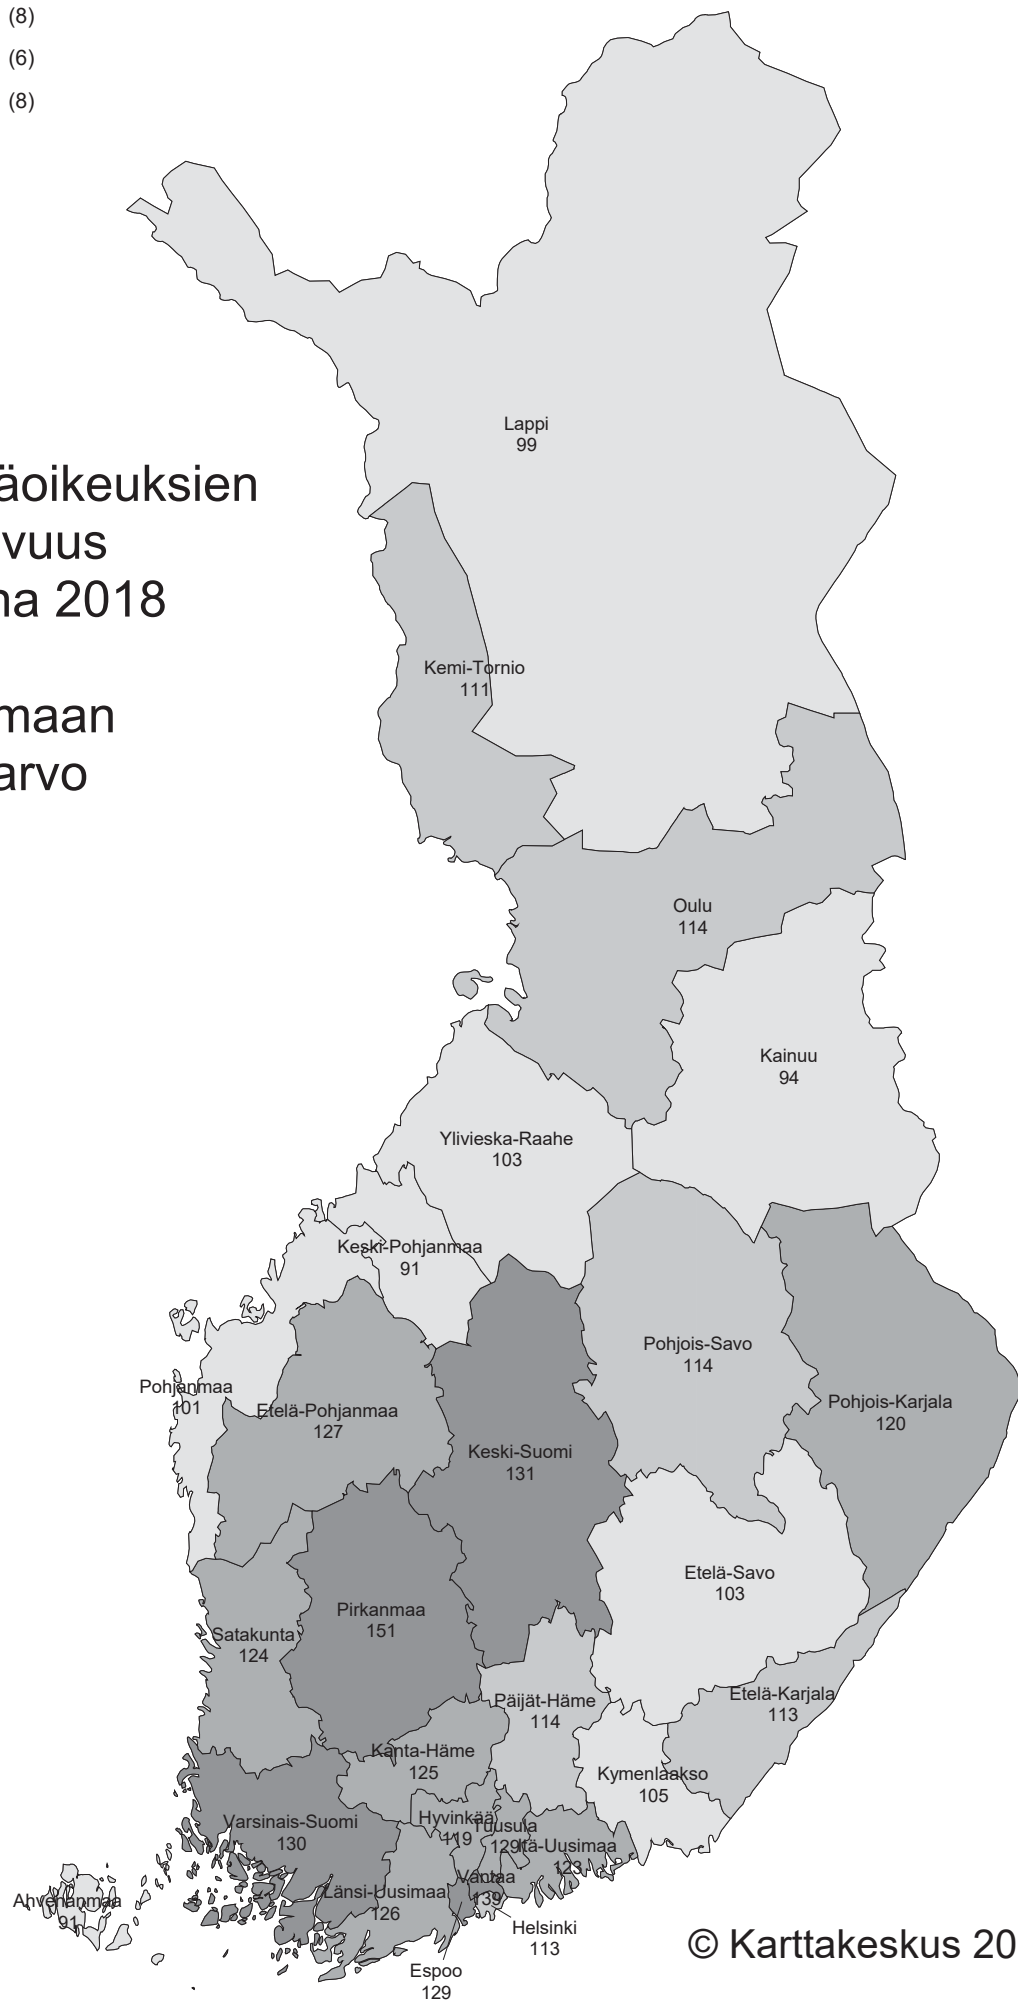 (8)
(6)
(8)
äoikeuksien
vuus
na 2018
maan
arvo
Lappi
99
Kemi-Tornio
111
Oulu
114
Kainuu
94
Ylivieska-Raahe
103
Keski-Pohjanmaa
91
Pohjois-Savo
114
Pohjanmaa
101
Etelä-Pohjanmaa
127
Pohjois-Karjala
120
Keski-Suomi
131
Etelä-Savo
103
Pirkanmaa
151
Satakunta
124
Etelä-Karjala
113
Päijät-Häme
114
Kanta-Häme
125
Kymenlaakso
105
Varsinais-Suomi
130
Hyvinkää
119
Tuusula
129
Itä-Uusimaa
123
Vantaa
139
Länsi-Uusimaa
126
Ahvenanmaa
91
Helsinki
113
Espoo
129
© Karttakeskus 20